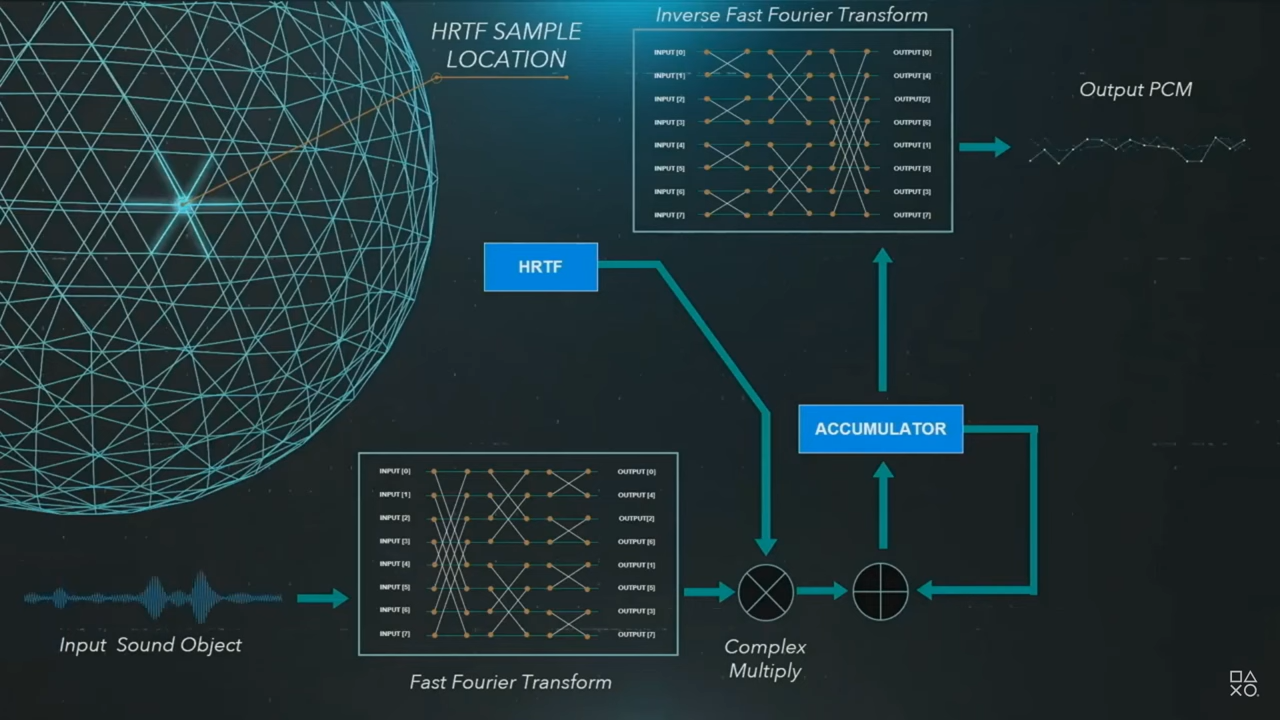 HRTF SAMPLE
LOCATION
Inverse Fast Fourier Transform
INPUT [0] OUTPUT [0]
INPUT [1] OUTPUT [4]
INPUT [2] OUTPUT[2]
INPUT [3] OUTPUT [6]
INPUT [4] OUTPUT [1]
INPUT [5] OUTPUT [5]
INPUT [6] OUTPUT [3]
INPUT [7] OUTPUT [7]
Output PCM
HRTF
ACCUMULATOR
INPUT [0] OUTPUT [0]
INPUT [1] OUTPUT [4]
INPUT [2] OUTPUT[2]
INPUT [3] OUTPUT [6]
INPUT [4] OUTPUT [1]
INPUT [5] OUTPUT [5]
INPUT [6] OUTPUT [3]
INPUT [7] OUTPUT [7]
Input Sound Object
Complex
Multiply
Fast Fourier Transform